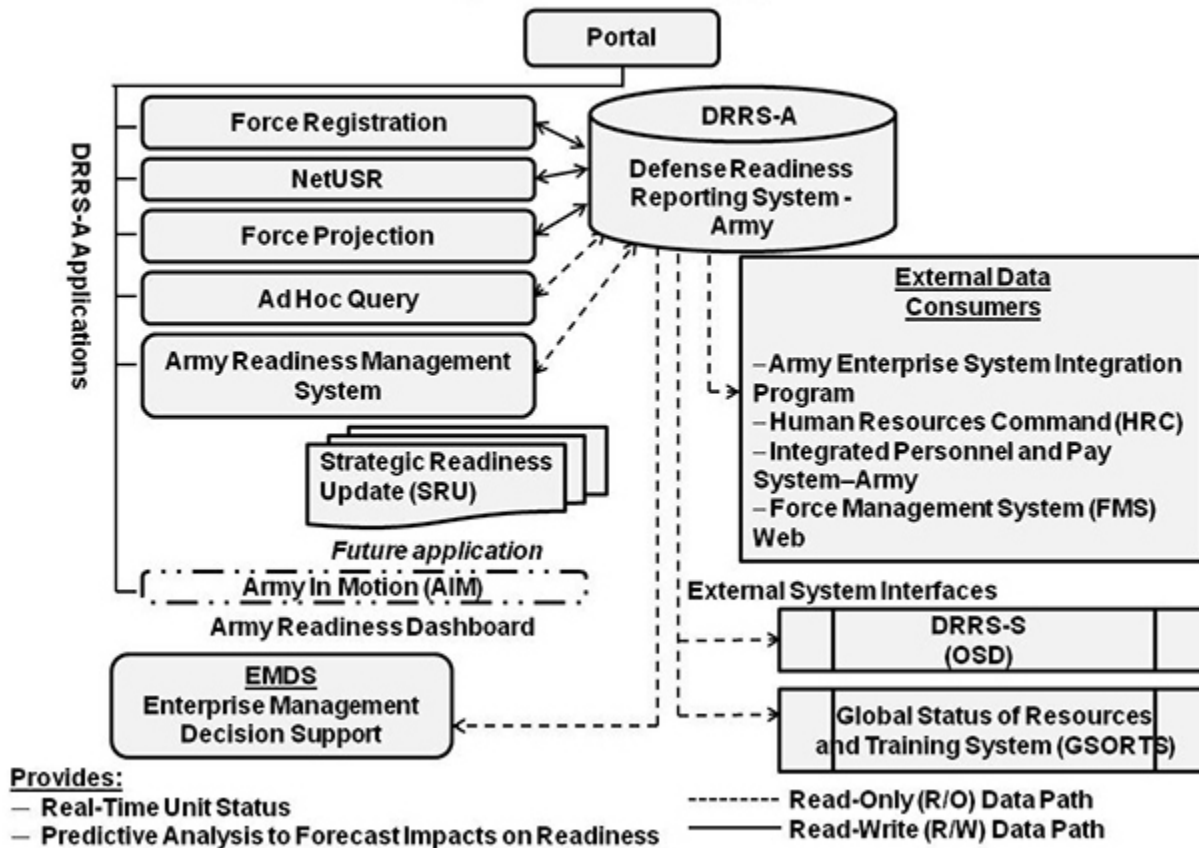 Portal
DRRS-A Applications
Force Registration
NetUSR
Force Projection
Ad Hoc Query
Army Readiness Management
System
Strategic Readiness
Update (SRU)
Future application
Army In Motion (AIM)
Army Readiness Dashboard
EMDS
Enterprise Management
Decision Support
DRRS-A
Defense Readiness
Reporting System -
Army
External Data
Consumers
– Army Enterprise System Integration
Program
– Human Resources Command (HRC)
– Integrated Personnel and Pay
System–Army
– Force Management System (FMS)
Web
External System Interfaces
DRRS-S
(OSD)
Global Status of Resources
and Training System (GSORTS)
Provides:
– Real-Time Unit Status
– Predictive Analysis to Forecast Impacts on Readiness
Read-Only (R/O) Data Path
Read-Write (R/W) Data Path